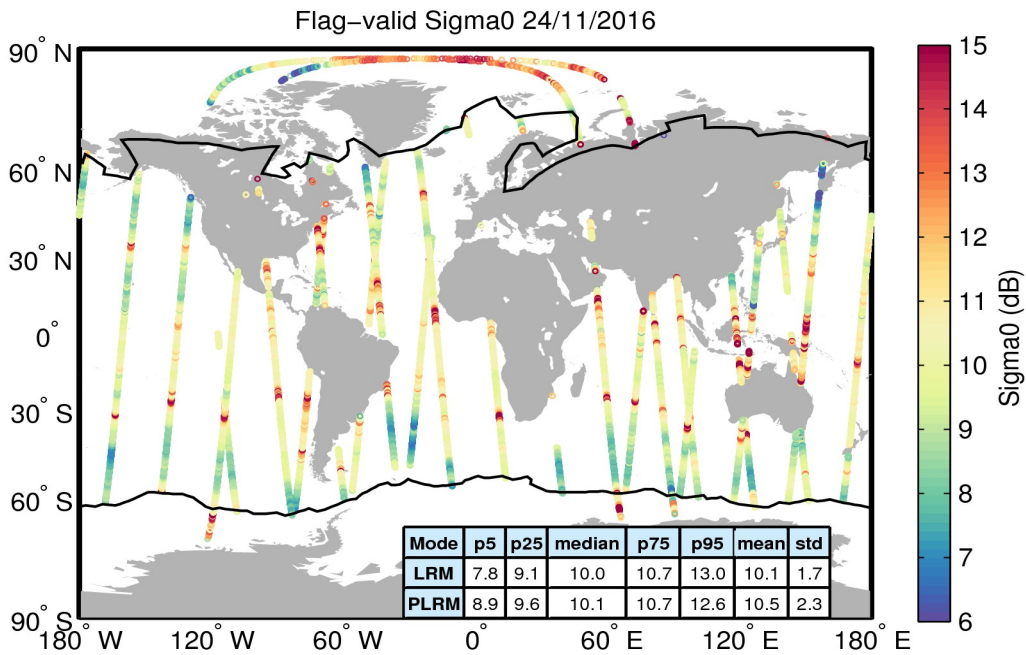 Flag−valid Sigma0 24/11/2016
90° N
60° N
30° N
0°
30° S
60° S
90° S
180° W
120° W
60° W
0°
60° E
120° E
180° E
15
14
13
12
11
10
9
8
7
6
Sigma0 (dB)
Mode p5 p25 median p75 p95 mean std
LRM 7.8 9.1 10.0 10.7 13.0 10.1 1.7
PLRM 8.9 9.6 10.1 10.7 12.6 10.5 2.3